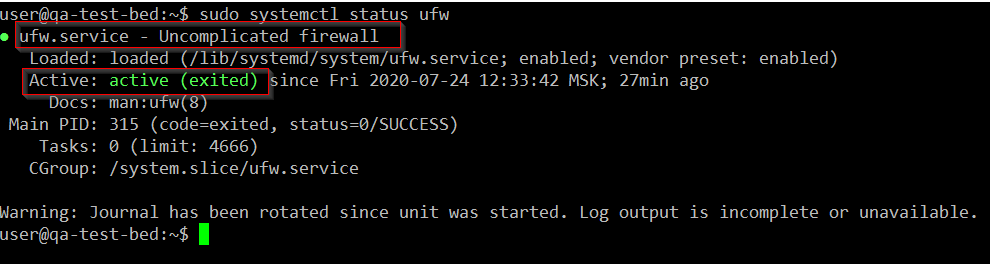 user@qa-test-bed:~$ sudo systemctl status ufw
● ufw.service - Uncomplicated firewall
Loaded: loaded (/lib/systemd/system/ufw.service; enabled; vendor preset: enabled)
Active: active (exited) since Fri 2020-07-24 12:33:42 MSK; 27min ago
Docs: man:ufw(8)
Main PID: 315 (code=exited, status=0/SUCCESS)
Tasks: 0 (limit: 4666)
CGroup: /system.slice/ufw.service
Warning: Journal has been rotated since unit was started. Log output is incomplete or unavailable.
user@qa-test-bed:~$